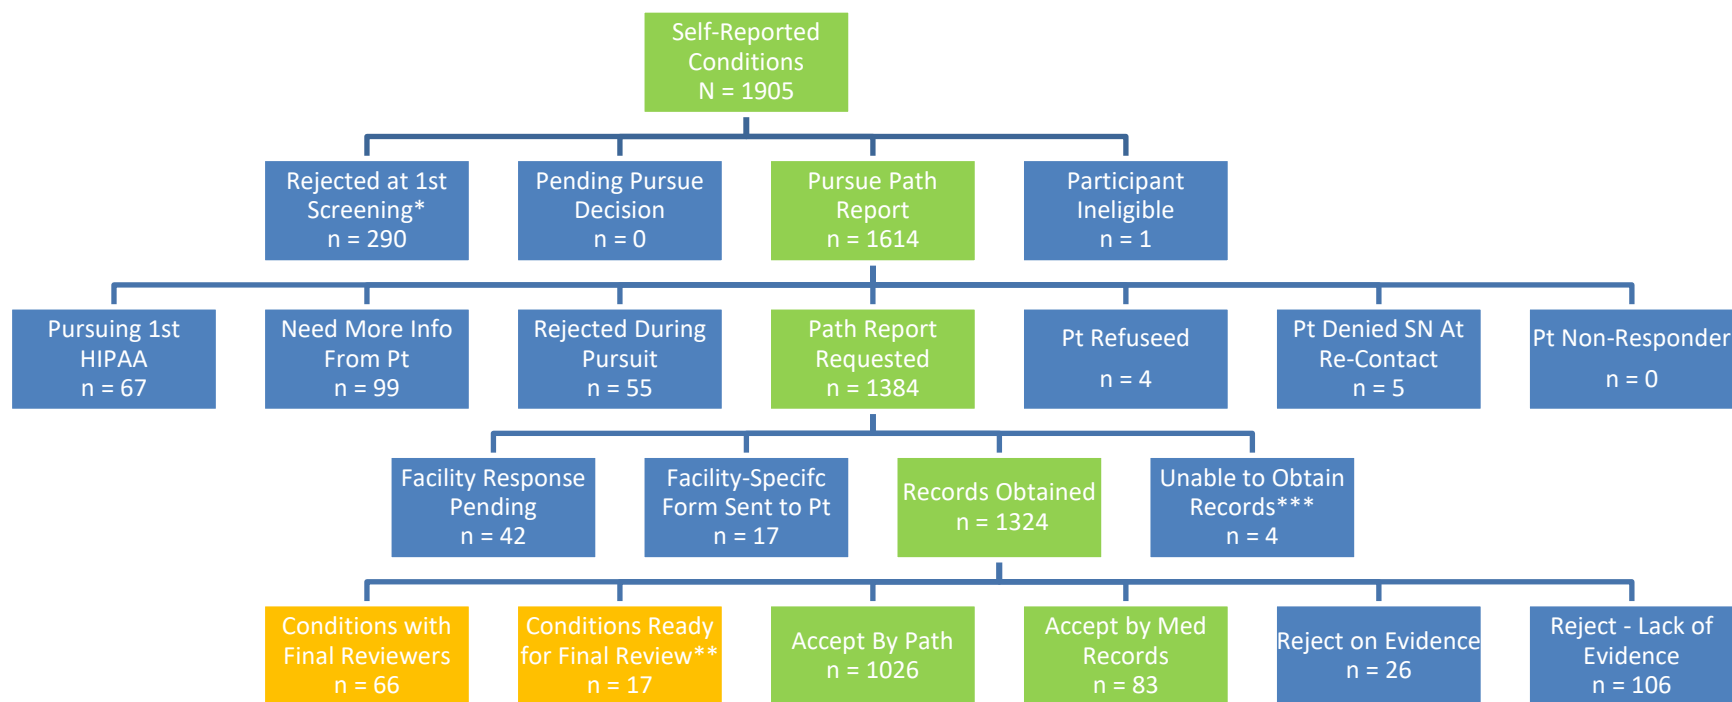 Self-Reported
Conditions
N = 1905
Rejected at 1st
Screening*
n = 290
Pending Pursue
Decision
n = 0
Pursue Path
Report
n = 1614
Participant
Ineligible
n = 1
Pursuing 1st
HIPAA
n = 67
Need More Info
From Pt
n = 99
Rejected During
Pursuit
n = 55
Path Report
Requested
n = 1384
Pt Refuseed
n = 4
Pt Denied SN At
Re-Contact
n = 5
Pt Non-Responder
n = 0
Facility Response
Pending
n = 42
Facility-Specifc
Form Sent to Pt
n = 17
Records Obtained
n = 1324
Unable to Obtain
Records***
n = 4
Conditions with
Final Reviewers
n = 66
Conditions Ready
for Final Review**
n = 17
Accept By Path
n = 1026
Accept by Med
Records
n = 83
Reject on Evidence
n = 26
Reject - Lack of
Evidence
n = 106